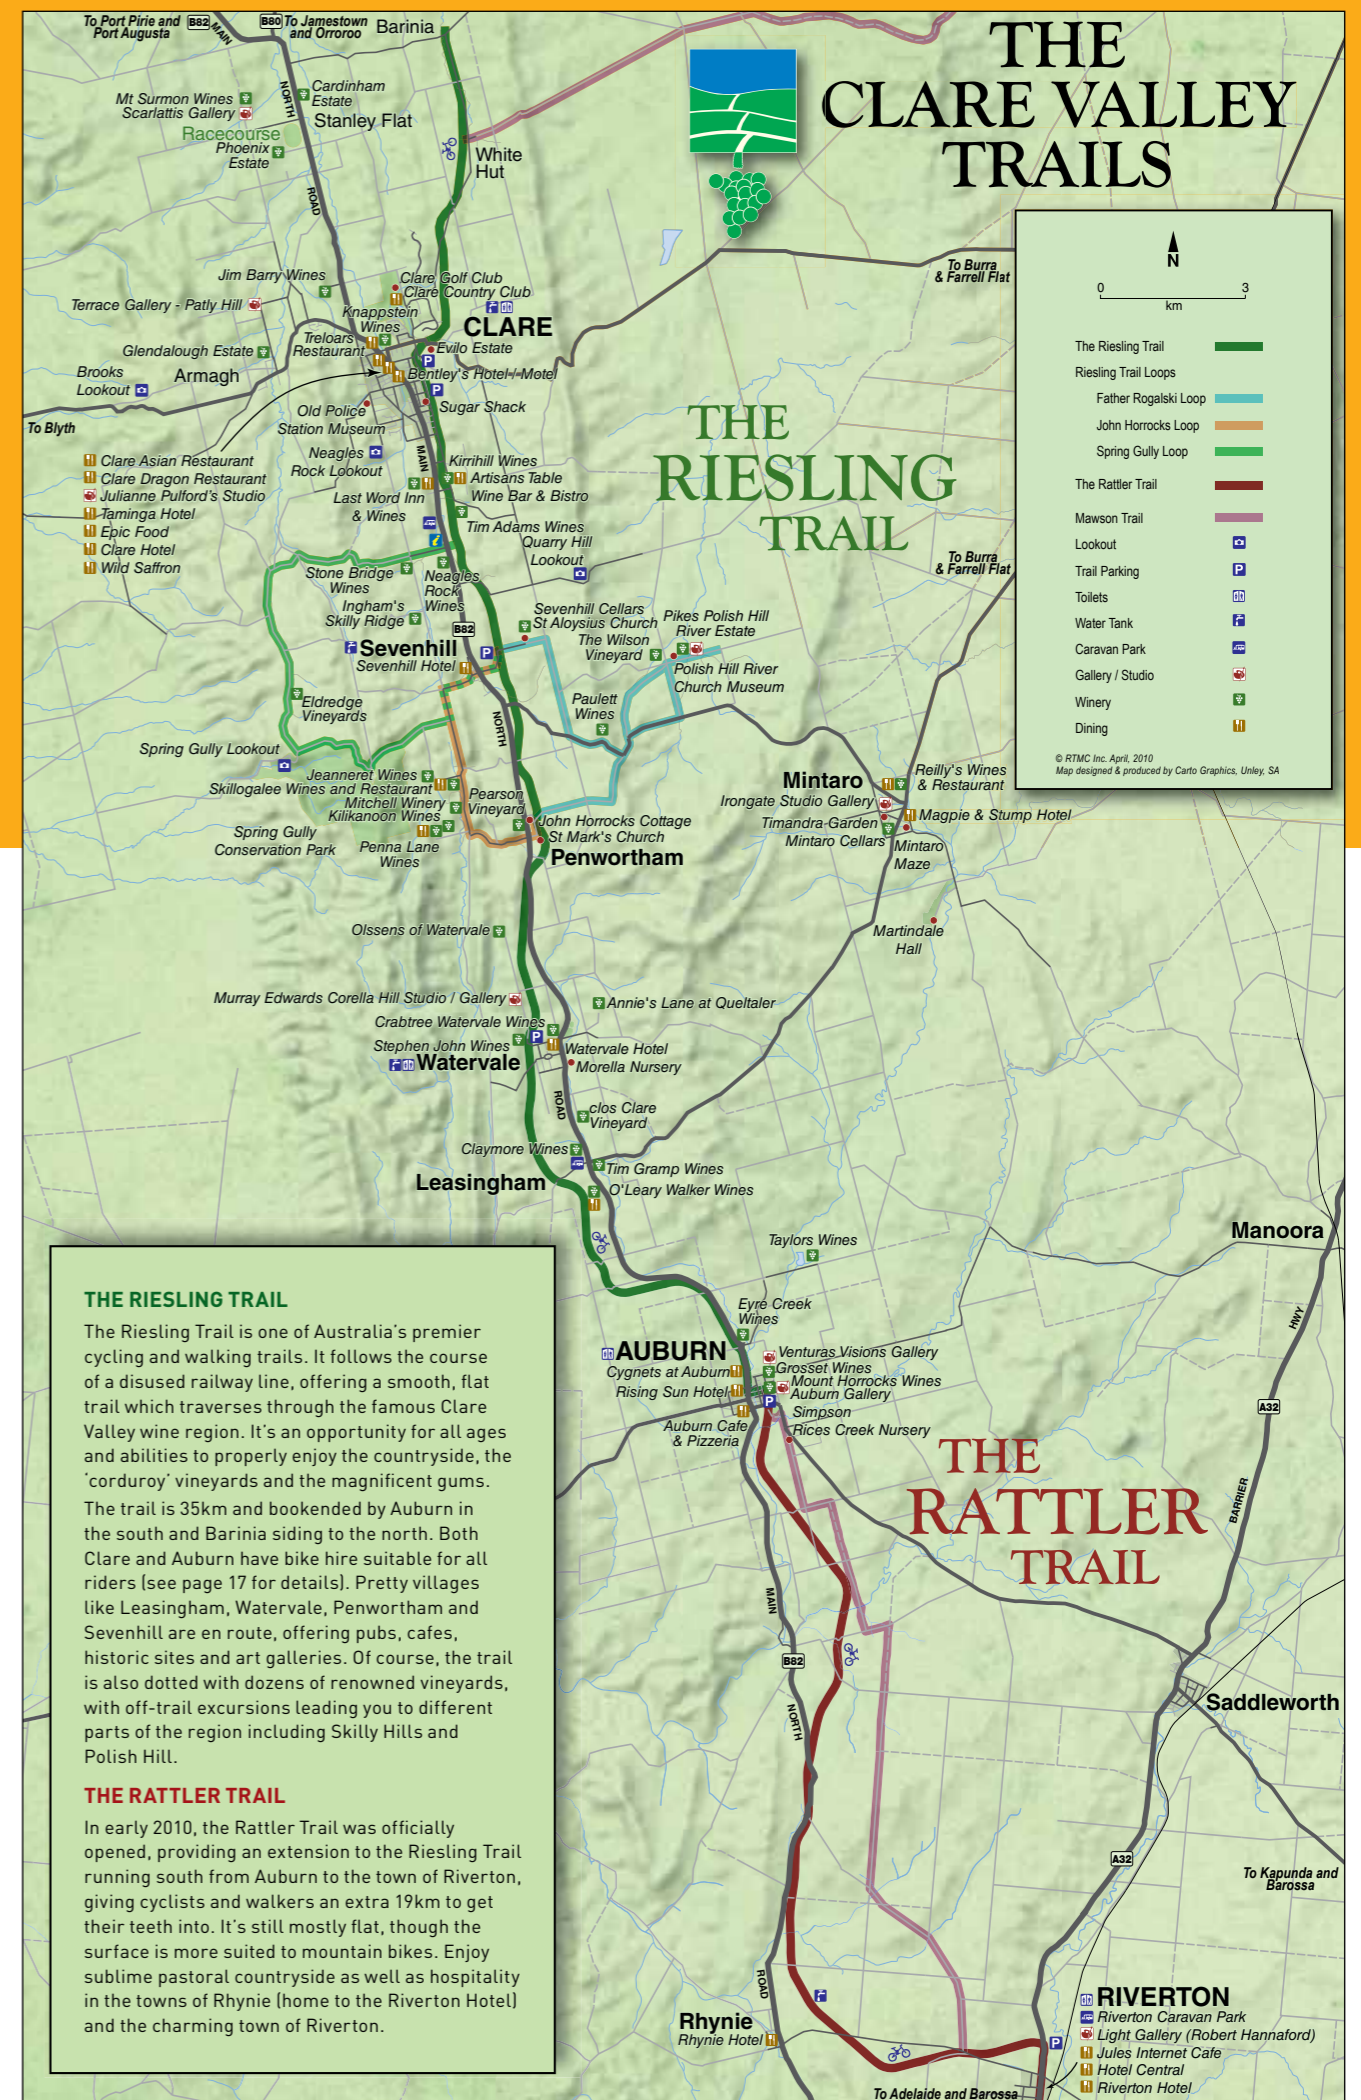 To Port Pirie and
Port Augusta
B82
MAIN
B80
To Jamestown
and Orroroo
Barinia
THE
CLARE VALLEY
TRAILS
Mt Surmon Wines
Scarlattis Gallery
Cardinham
Estate
NORTH
Stanley Flat
Racecourse
Phoenix
Estate
White
Hut
ROAD
N
0 3
km
The Riesling Trail
Riesling Trail Loops
Father Rogalski Loop
John Horrocks Loop
Spring Gully Loop
The Rattler Trail
Mawson Trail
Lookout
Trail Parking
P
Toilets
Water Tank
Caravan Park
Gallery / Studio
Winery
Dining
© RTMC Inc. April, 2010
Map designed & produced by Carto Graphics, Unley, SA
To Burra
& Farrell Flat
Jim Barry Wines
Clare Golf Club
Clare Country Club
Terrace Gallery - Patly Hill
Knappstein
Wines
CLARE
Treloars
Restaurant
Evilo Estate
P
Glendalough Estate
Brooks
Lookout
Armagh
Bentley's Hotel / Motel
P
Old Police
Station Museum
Sugar Shack
To Blyth
THE
RIESLING
TRAIL
MAIN
Neagles
Rock Lookout
Clare Asian Restaurant
Clare Dragon Restaurant
Julianne Pulford's Studio
Taminga Hotel
Epic Food
Clare Hotel
Wild Saffron
Kirrihill Wines
Artisans Table
Wine Bar & Bistro
Last Word Inn
& Wines
Tim Adams Wines
Quarry Hill
Lookout
i
To Burra
& Farrell Flat
Stone Bridge
Wines
Neagles
Rock
Wines
Ingham's
Skilly Ridge
B82
Sevenhill Cellars
St Aloysius Church
The Wilson
Vineyard
Pikes Polish Hill
River Estate
Sevenhill
P
Sevenhill Hotel
Polish Hill River
Church Museum
Eldredge
Vineyards
Paulett
Wines
NORTH
Spring Gully Lookout
Jeanneret Wines
Skillogalee Wines and Restaurant
Mitchell Winery
Kilikanoon Wines
Pearson
Vineyard
Spring Gully
Conservation Park
Penna Lane
Wines
John Horrocks Cottage
St Mark's Church
Penwortham
Mintaro
Reilly's Wines
& Restaurant
Irongate Studio Gallery
Magpie & Stump Hotel
Timandra Garden
Mintaro Cellars
Mintaro
Maze
Martindale
Hall
Olssens of Watervale
Murray Edwards Corella Hill Studio / Gallery
Annie's Lane at Queltaler
Crabtree Watervale Wines
Stephen John Wines
P
Watervale Hotel
Watervale
Morella Nursery
ROAD
clos Clare
Vineyard
Claymore Wines
Tim Gramp Wines
Leasingham
O'Leary Walker Wines
Manoora
Taylors Wines
Eyre Creek
Wines
HWY
AUBURN
Venturas Visions Gallery
Cygnets at Auburn
Grosset Wines
Rising Sun Hotel
Mount Horrocks Wines
Auburn Gallery
P
Auburn Cafe
& Pizzeria
Simpson
Rices Creek Nursery
A32
THE
RATTLER
TRAIL
BARRIER
MAIN
B82
NORTH
Saddleworth
A32
To Kapunda and
Barossa
ROAD
Rhynie
Rhynie Hotel
P
RIVERTON
Riverton Caravan Park
Light Gallery (Robert Hannaford)
Jules Internet Cafe
Hotel Central
Riverton Hotel
To Adelaide and Barossa
THE RIESLING TRAIL
The Riesling Trail is one of Australia's premier
cycling and walking trails. It follows the course
of a disused railway line, offering a smooth, flat
trail which traverses through the famous Clare
Valley wine region. It's an opportunity for all ages
and abilities to properly enjoy the countryside, the
'corduroy' vineyards and the magnificent gums.
The trail is 35km and bookended by Auburn in
the south and Barinia siding to the north. Both
Clare and Auburn have bike hire suitable for all
riders (see page 17 for details). Pretty villages
like Leasingham, Watervale, Penwortham and
Sevenhill are en route, offering pubs, cafes,
historic sites and art galleries. Of course, the trail
is also dotted with dozens of renowned vineyards,
with off-trail excursions leading you to different
parts of the region including Skilly Hills and
Polish Hill.
THE RATTLER TRAIL
In early 2010, the Rattler Trail was officially
opened, providing an extension to the Riesling Trail
running south from Auburn to the town of Riverton,
giving cyclists and walkers an extra 19km to get
their teeth into. It's still mostly flat, though the
surface is more suited to mountain bikes. Enjoy
sublime pastoral countryside as well as hospitality
in the towns of Rhynie (home to the Riverton Hotel)
and the charming town of Riverton.